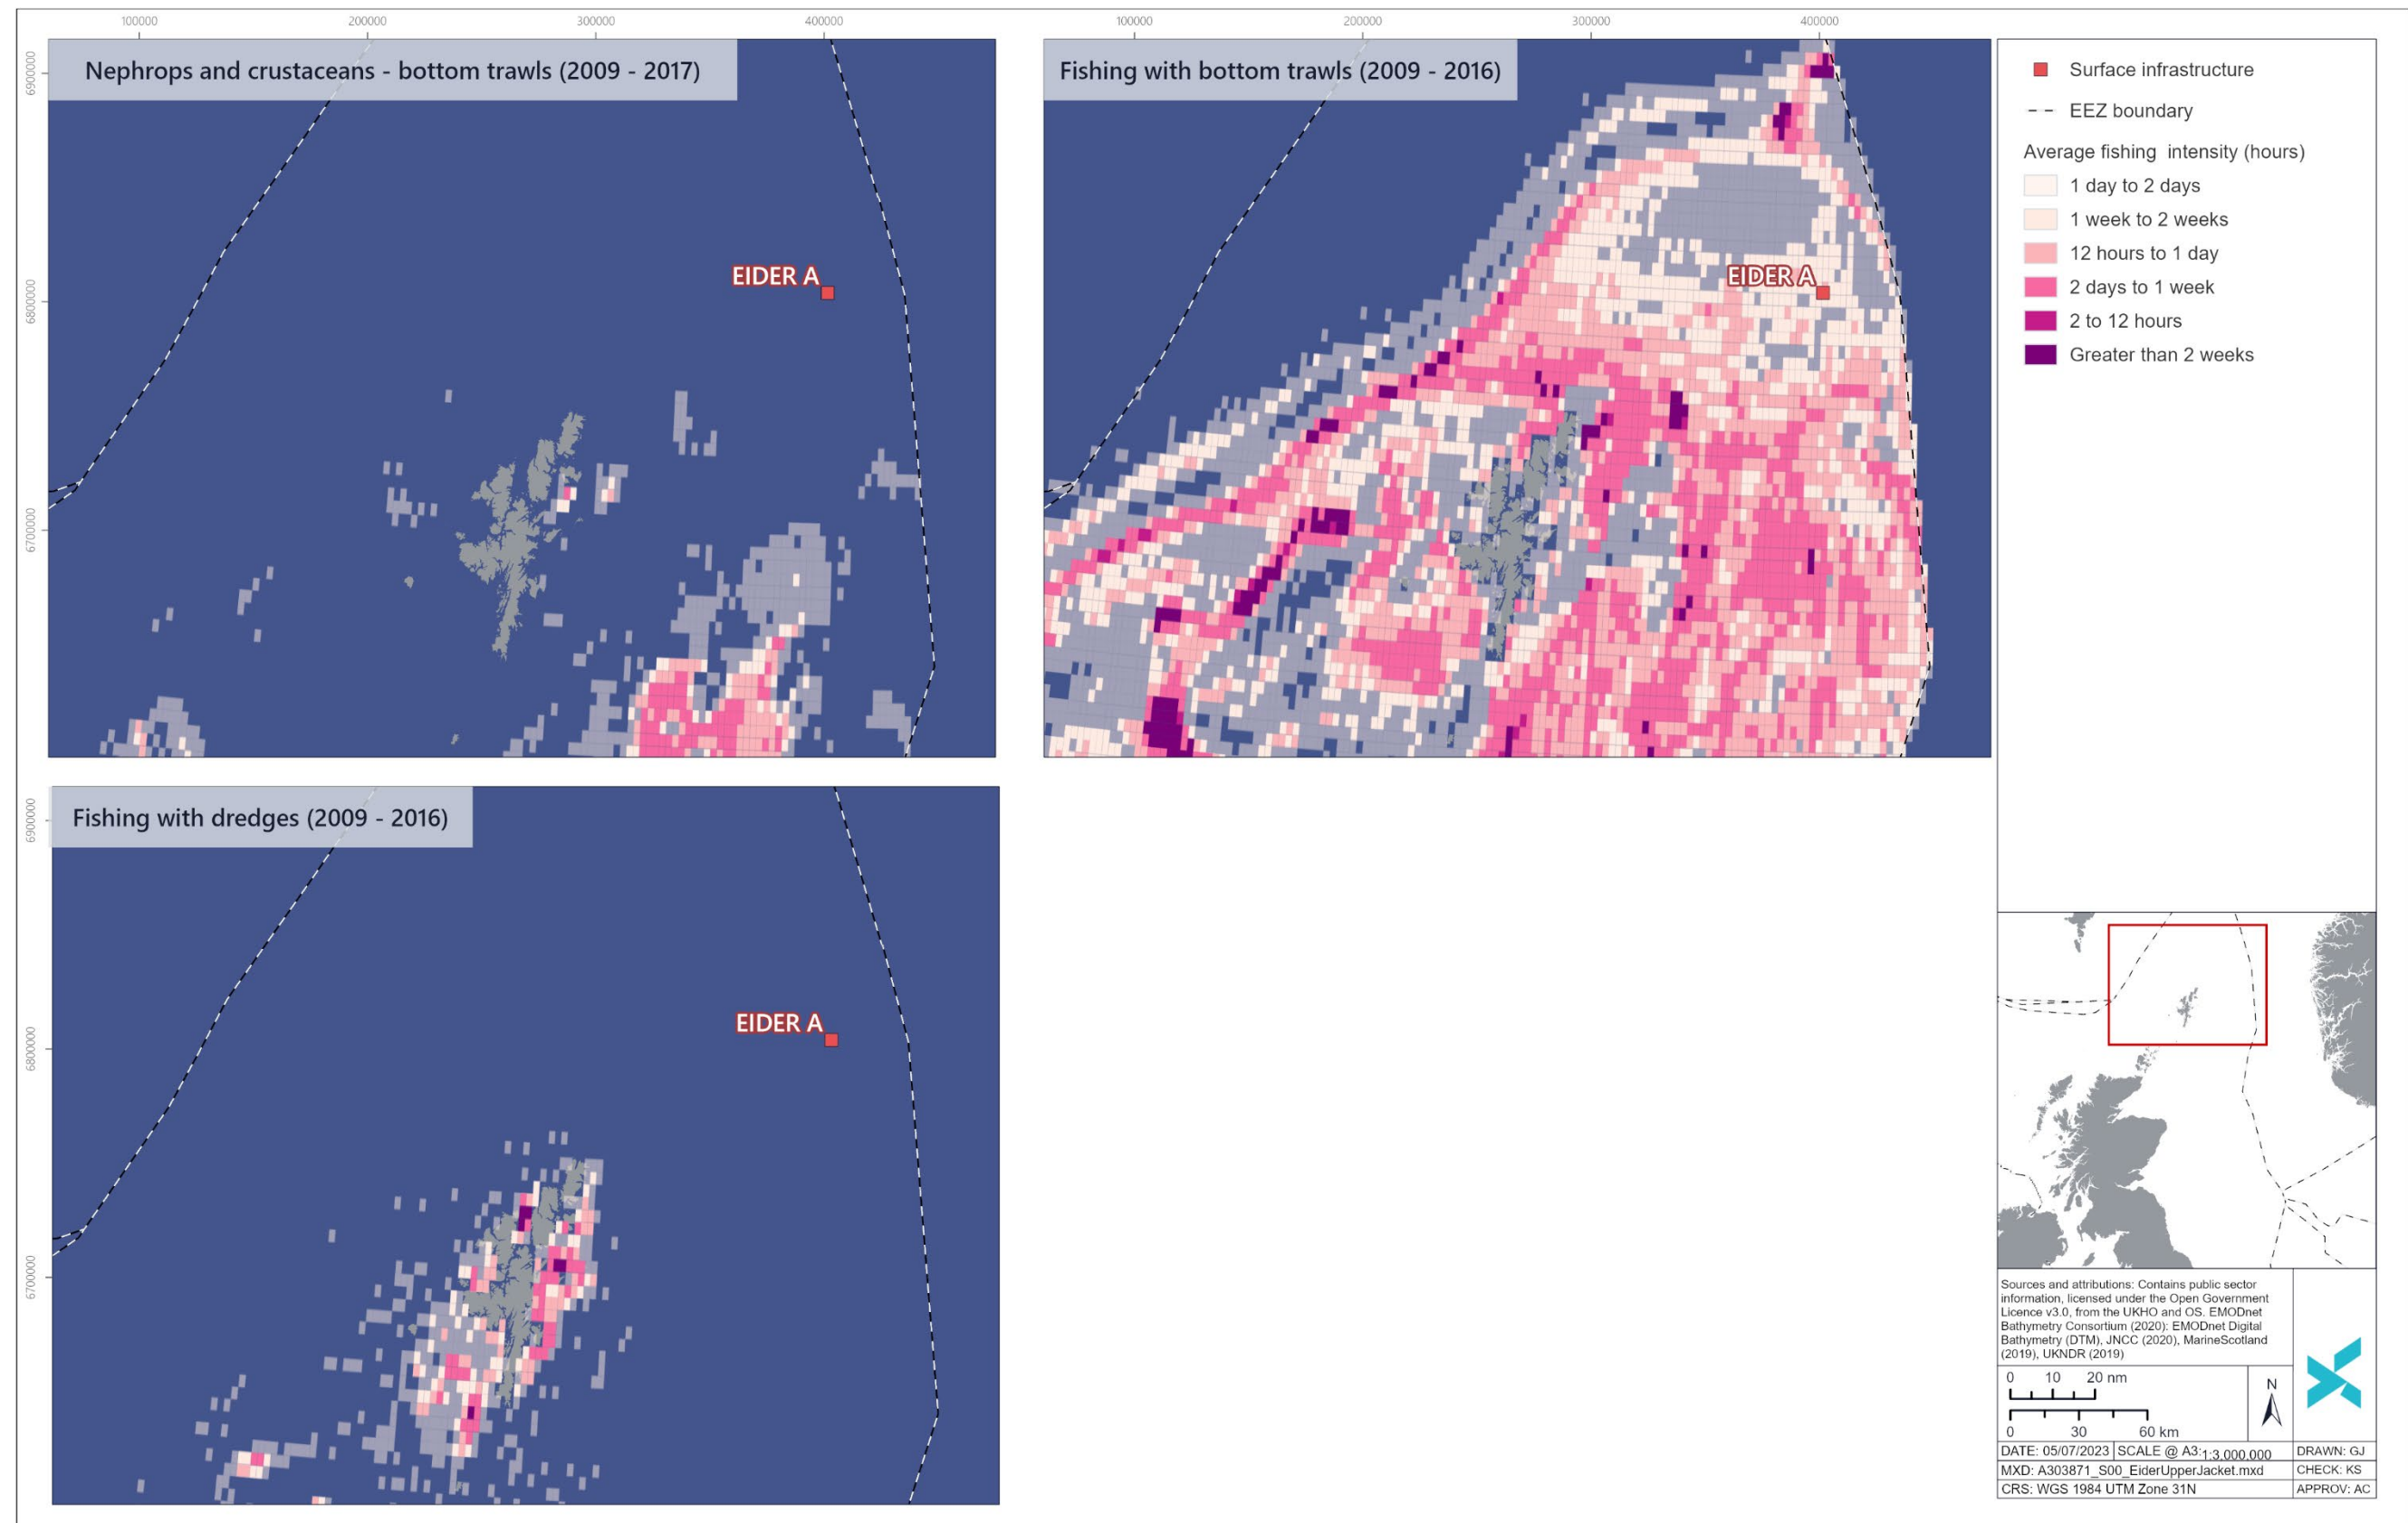 100000 200000 300000 400000
100000 200000 300000 400000
6900000
6800000
6700000
Nephrops and crustaceans - bottom trawls (2009 - 2017)
EIDER A
Fishing with bottom trawls (2009 - 2016)
EIDER A
6900000
6800000
6700000
Fishing with dredges (2009 - 2016)
EIDER A
Surface infrastructure
EEZ boundary
Average fishing intensity (hours)
1 day to 2 days
1 week to 2 weeks
12 hours to 1 day
2 days to 1 week
2 to 12 hours
Greater than 2 weeks
Sources and attributions: Contains public sector
information, licensed under the Open Government
Licence v3.0, from the UKHO and OS. EMODnet
Bathymetry Consortium (2020): EMODnet Digital
Bathymetry (DTM), JNCC (2020), MarineScotland
(2019), UKNDR (2019)
0 10 20 nm
0 30 60 km
N
DATE: 05/07/2023 SCALE @ A3:1:3,000,000 DRAWN: GJ
MXD: A303871_S00_EiderUpperJacket.mxd CHECK: KS
CRS: WGS 1984 UTM Zone 31N APPROV: AC